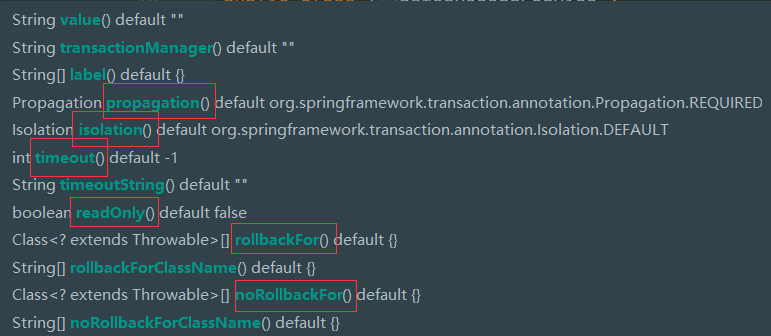 String value() default ""
String transactionManager() default ""
String[] label() default {}
Propagation propagation() default org.springframework.transaction.annotation.Propagation.REQUIRED
Isolation isolation() default org.springframework.transaction.annotation.Isolation.DEFAULT
int timeout() default -1
String timeoutString() default ""
boolean readOnly() default false
Class<? extends Throwable>[] rollbackFor() default {}
String[] rollbackForClassName() default {}
Class<? extends Throwable>[] noRollbackFor() default {}
String[] noRollbackForClassName() default {}